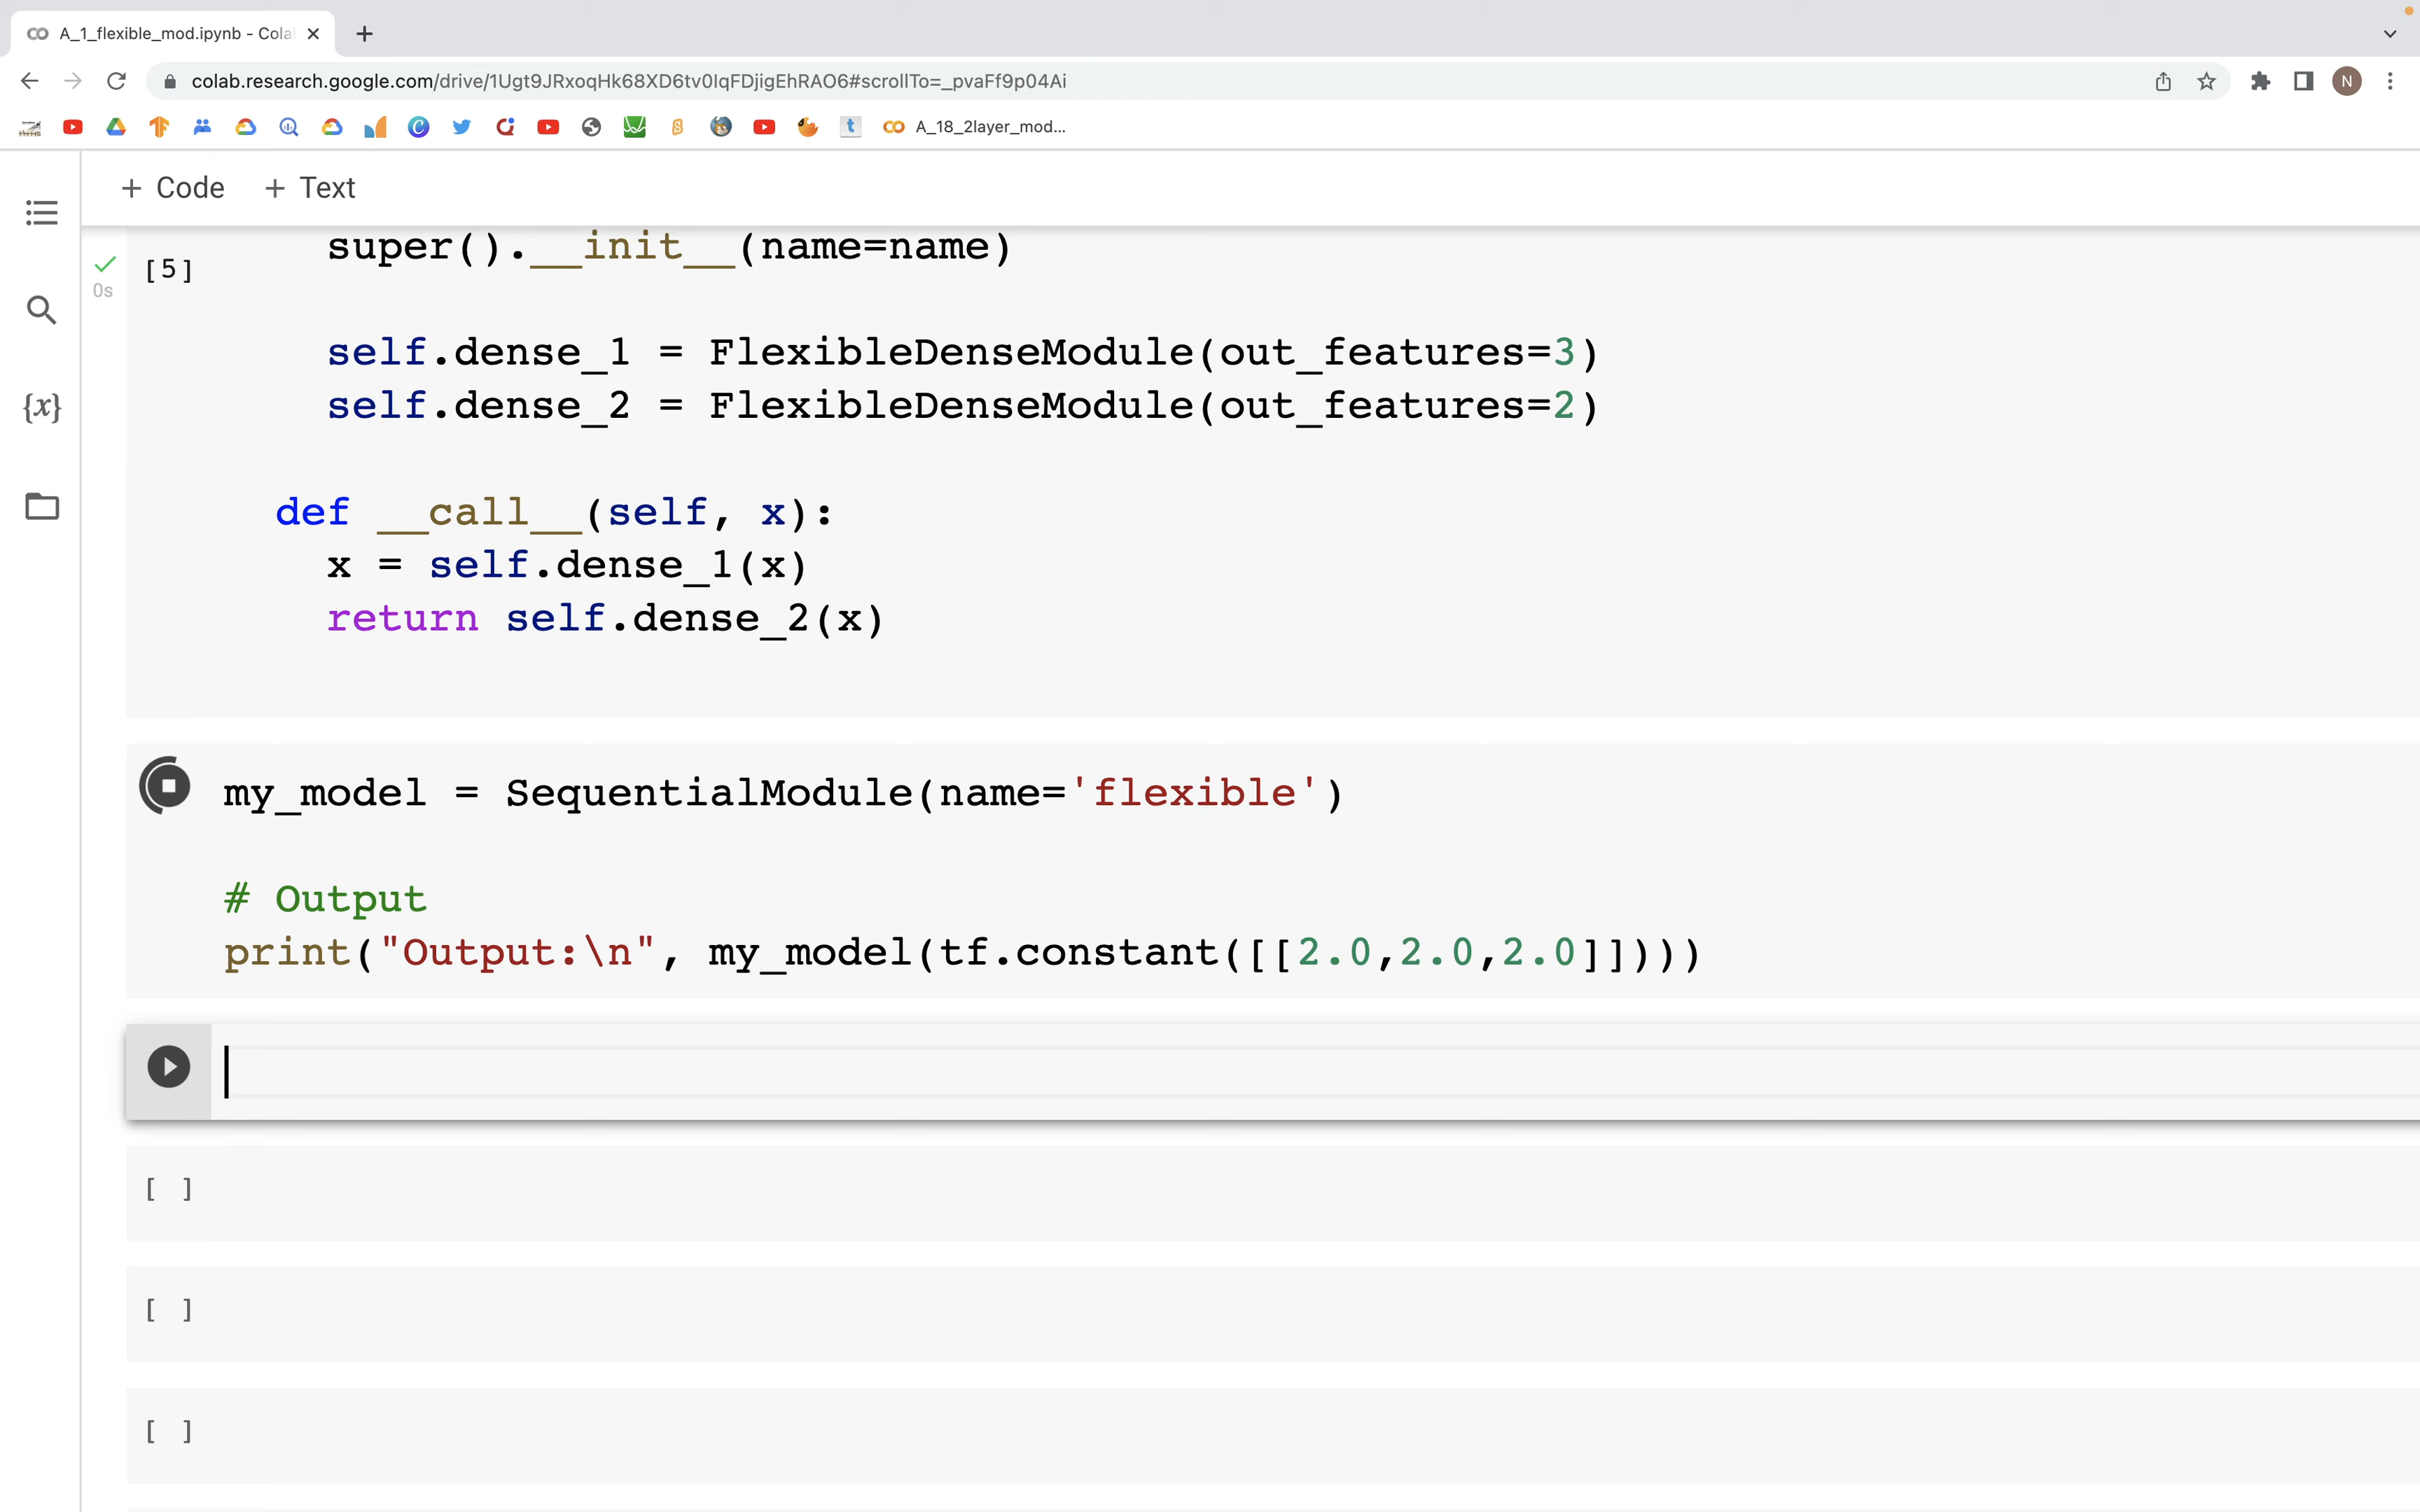 A_1_flexible_mod.ipynb - Cola
colab.research.google.com/drive/1Ugt9JRxoqHk68XD6tv0IqFDjigEhRAO6#scrollTo=_pvaFf9p04Ai
N
A_18_2layer_mod...
+ Code + Text
super().__init__(name=name)
[5]
0s
self.dense_1 = FlexibleDenseModule(out_features=3)
self.dense_2 = FlexibleDenseModule(out_features=2)
def __call__(self, x):
x = self.dense_1(x)
return self.dense_2(x)
{x}
my_model = SequentialModule(name='flexible')
# Output
print("Output:\n", my_model(tf.constant([[2.0,2.0,2.0]])))
[ ]
[ ]
[ ]